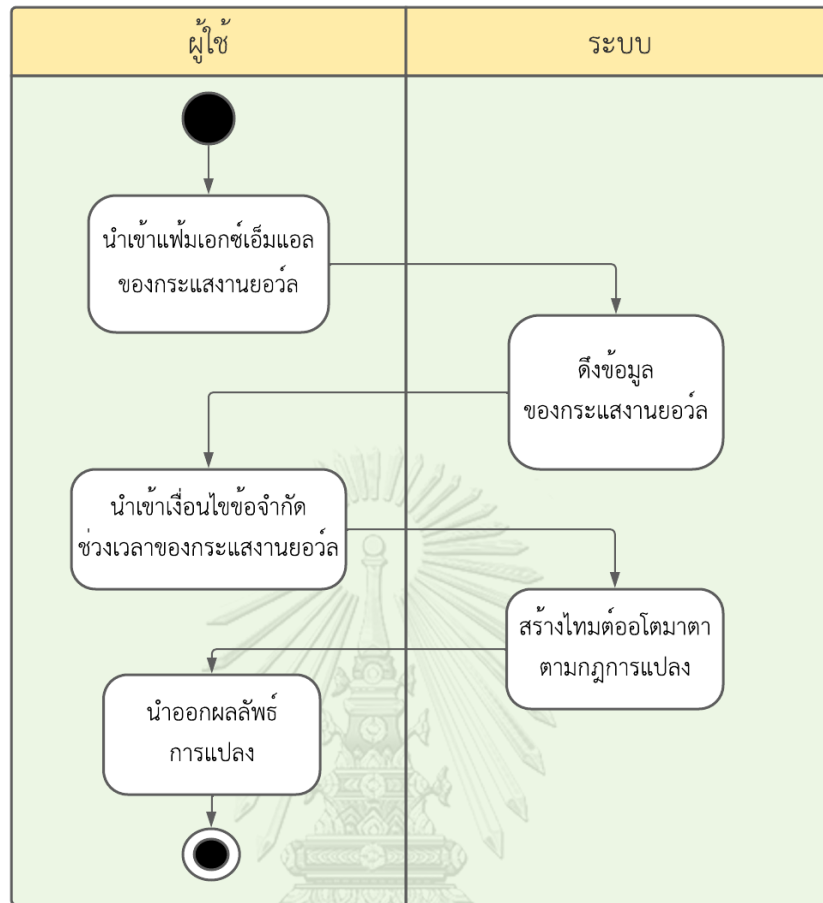 ผู้ใช้
ระบบ
นำเข้าแฟ้มเอกซ์เอ็มแอล
ของกระแสงานยอว์ล
ดึงข้อมูล
ของกระแสงานยอว์ล
นำเข้าเงื่อนไขข้อจำกัด
ช่วงเวลาของกระแสงานยอว์ล
สร้างไทมด์ออโตมาตา
ตามกฎการแปลง
นำออกผลลัพธ์
การแปลง